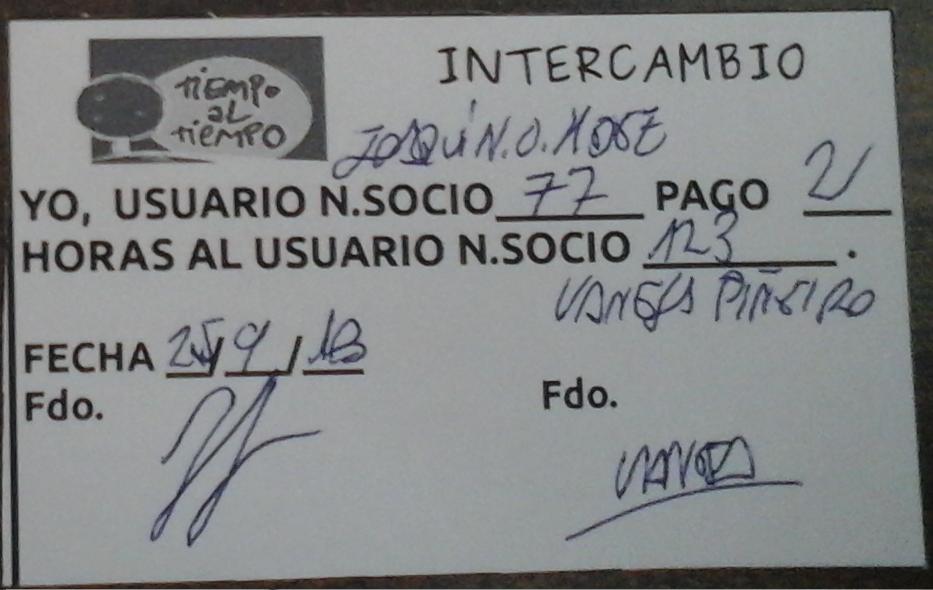 INTERCAMBIO
TiEMPO
aL
TiEMPO
JOAQUÍN.O.
YO, USUARIO N.SOCIO 77 PAGO 2
HORAS AL USUARIO N.SOCIO 123.
VANESA PIÑEIRO
FECHA 25/9/13
Fdo.
Fdo.
VANESA